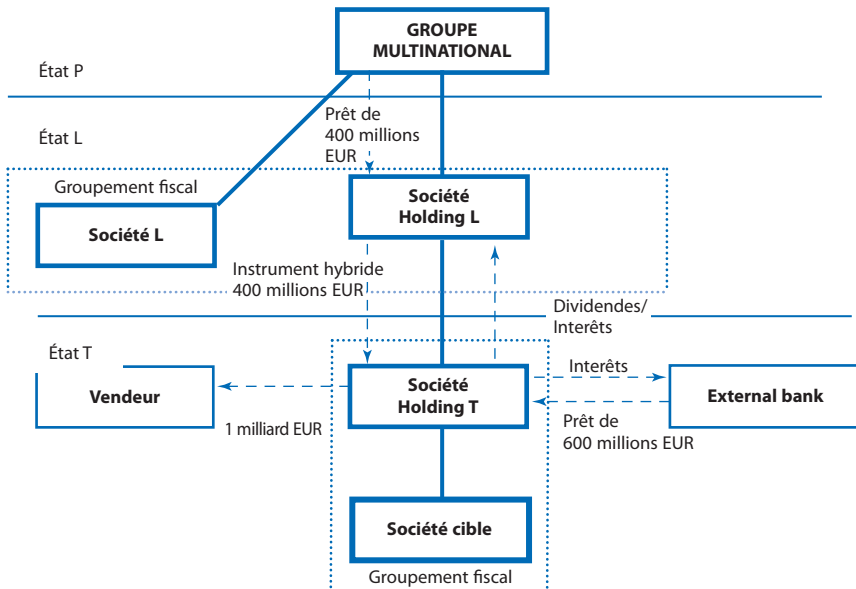 GROUPE
MULTINATIONAL
État P
Prêt de
400 millions
EUR
État L
Groupement fiscal
Société L
Société
Holding L
Instrument hybride
400 millions EUR
Dividendes/
Interêts
État T
Vendeur
1 milliard EUR
Société
Holding T
Interêts
External bank
Prêt de
600 millions EUR
Société cible
Groupement fiscal